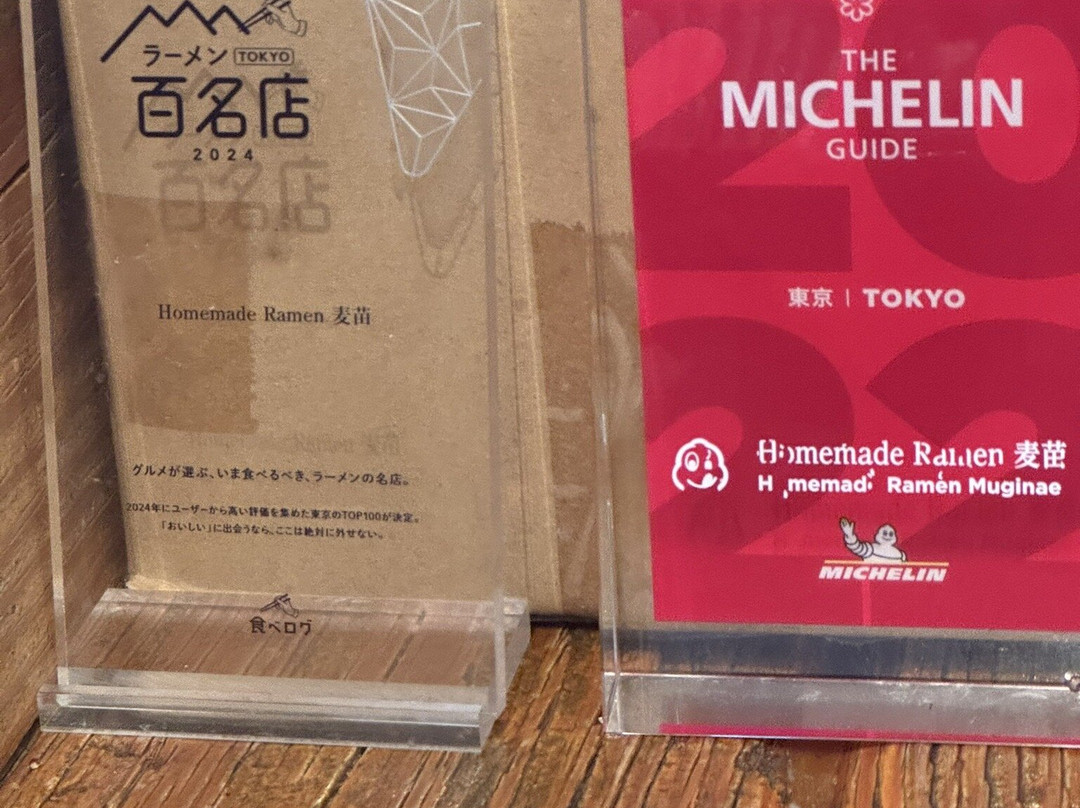 ラーメン TOKYO
百名店
2024
Homemade Ramen 麦苗
グルメが選ぶ、いま食べるべき、ラーメンの名店。
2024年にユーザーから高い評価を集めた東京のTOP100が決定。
「おいしい」に出会うなら、ここは絶対に外せない。
食べログ
THE
MICHELIN
GUIDE
2022
東京 | TOKYO
Homemade Ramen 麦苗
Homemade Ramen Muginae
MICHELIN